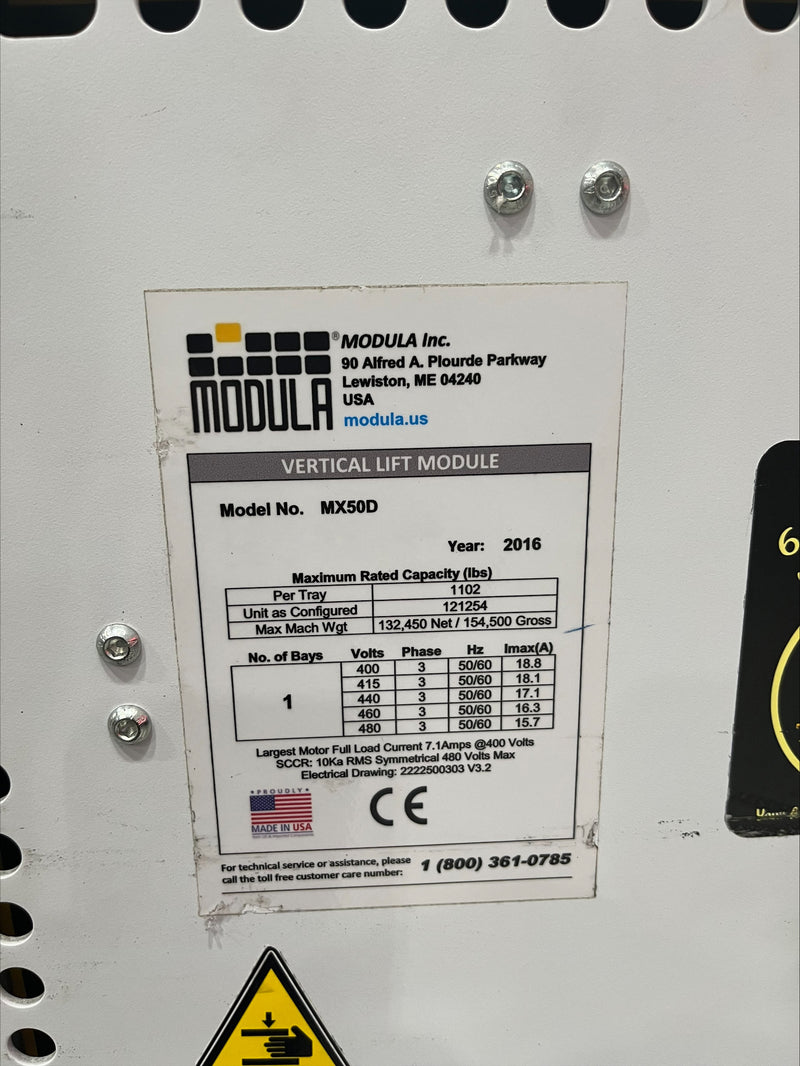 MODULA
® MODULA Inc.
90 Alfred A. Plourde Parkway
Lewiston, ME 04240
USA
modula.us
VERTICAL LIFT MODULE
Model No. MX50D
Year: 2016
Maximum Rated Capacity (lbs)
Per Tray 1102
Unit as Configured 121254
Max Mach Wgt 132,450 Net / 154,500 Gross
No. of Bays Volts Phase Hz Imax(A)
1
400 3 50/60 18.8
415 3 50/60 18.1
440 3 50/60 17.1
460 3 50/60 16.3
480 3 50/60 15.7
Largest Motor Full Load Current 7.1Amps @400 Volts
SCCR: 10Ka RMS Symmetrical 480 Volts Max
Electrical Drawing: 2222500303 V3.2
PROUDLY
MADE IN USA
CE
For technical service or assistance, please
call the toll free customer care number: 1 (800) 361-0785
6